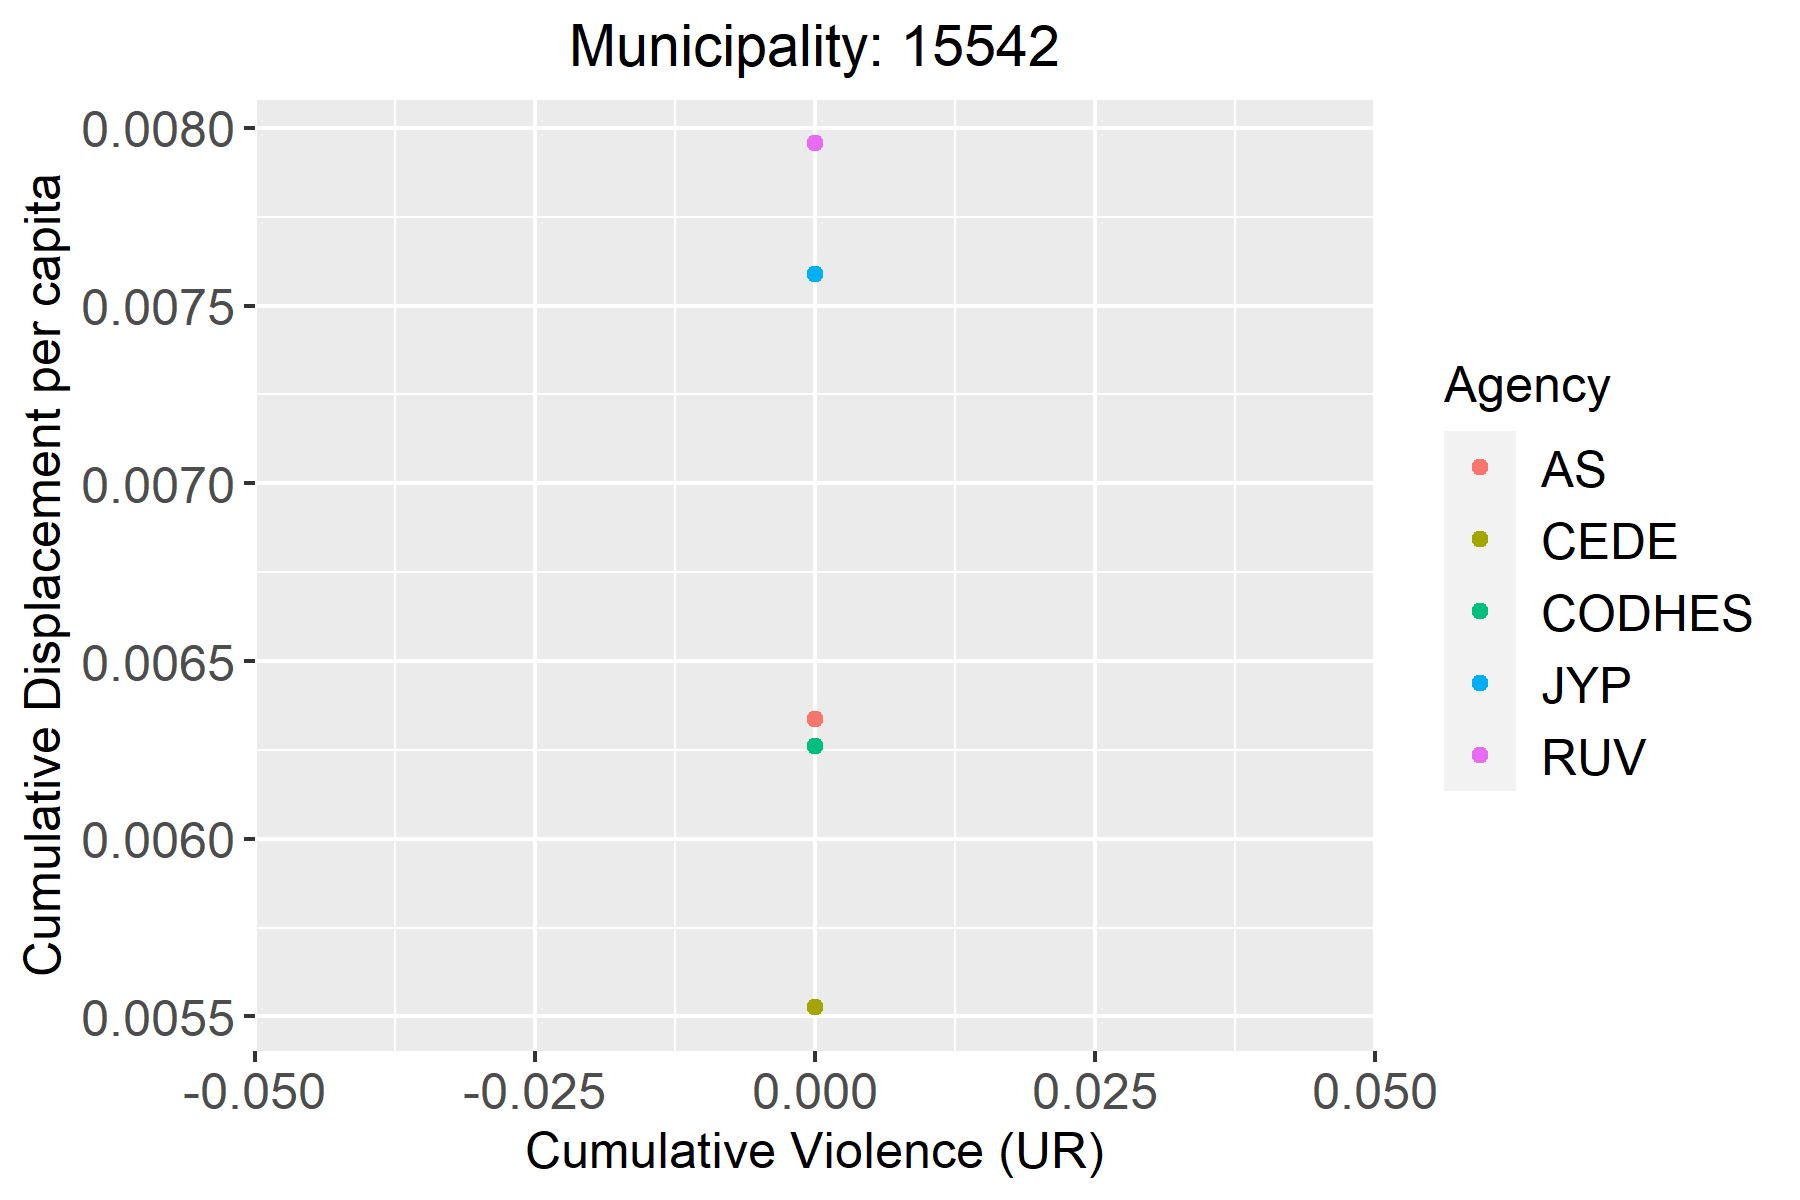 Municipality: 15542
Cumulative Displacement per capita
0.0080
0.0075
0.0070
0.0065
0.0060
0.0055
-0.050
-0.025
0.000
0.025
0.050
Cumulative Violence (UR)
Agency
AS
CEDE
CODHES
JYP
RUV